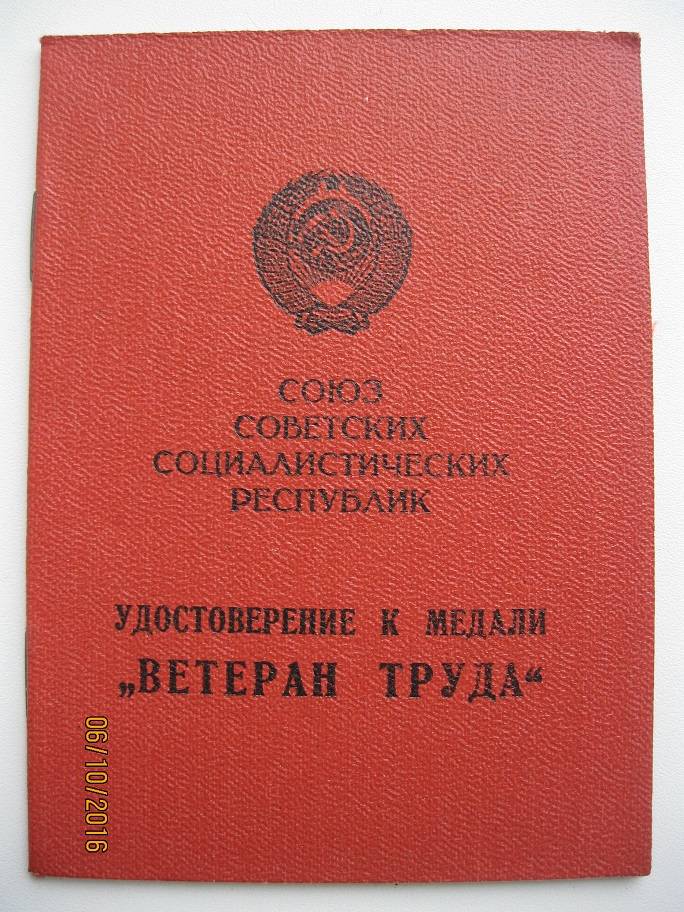 СОЮЗ
СОВЕТСКИХ
СОЦИАЛИСТИЧЕСКИХ
РЕСПУБЛИК
УДОСТОВЕРЕНИЕ К МЕДАЛИ
„ВЕТЕРАН ТРУДА“
06/10/2016